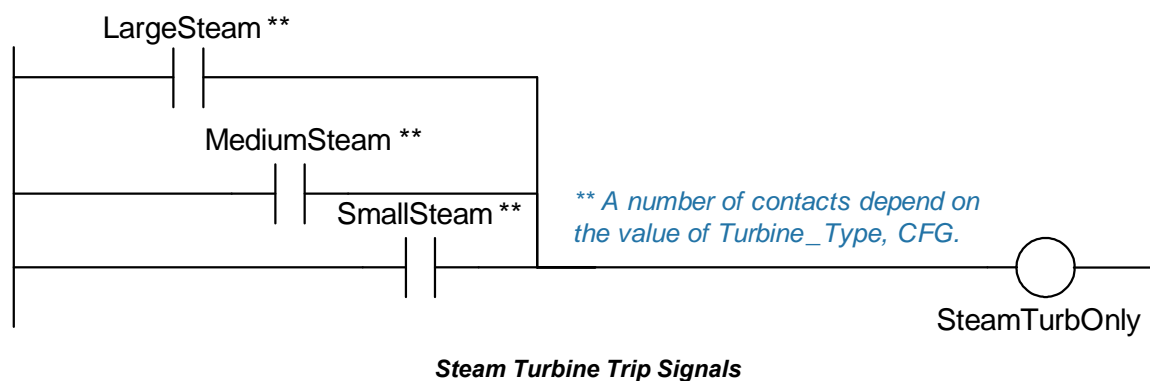 LargeSteam **
MediumSteam **
SmallSteam **
** A number of contacts depend on
the value of Turbine_Type, CFG.
SteamTurbOnly
Steam Turbine Trip Signals